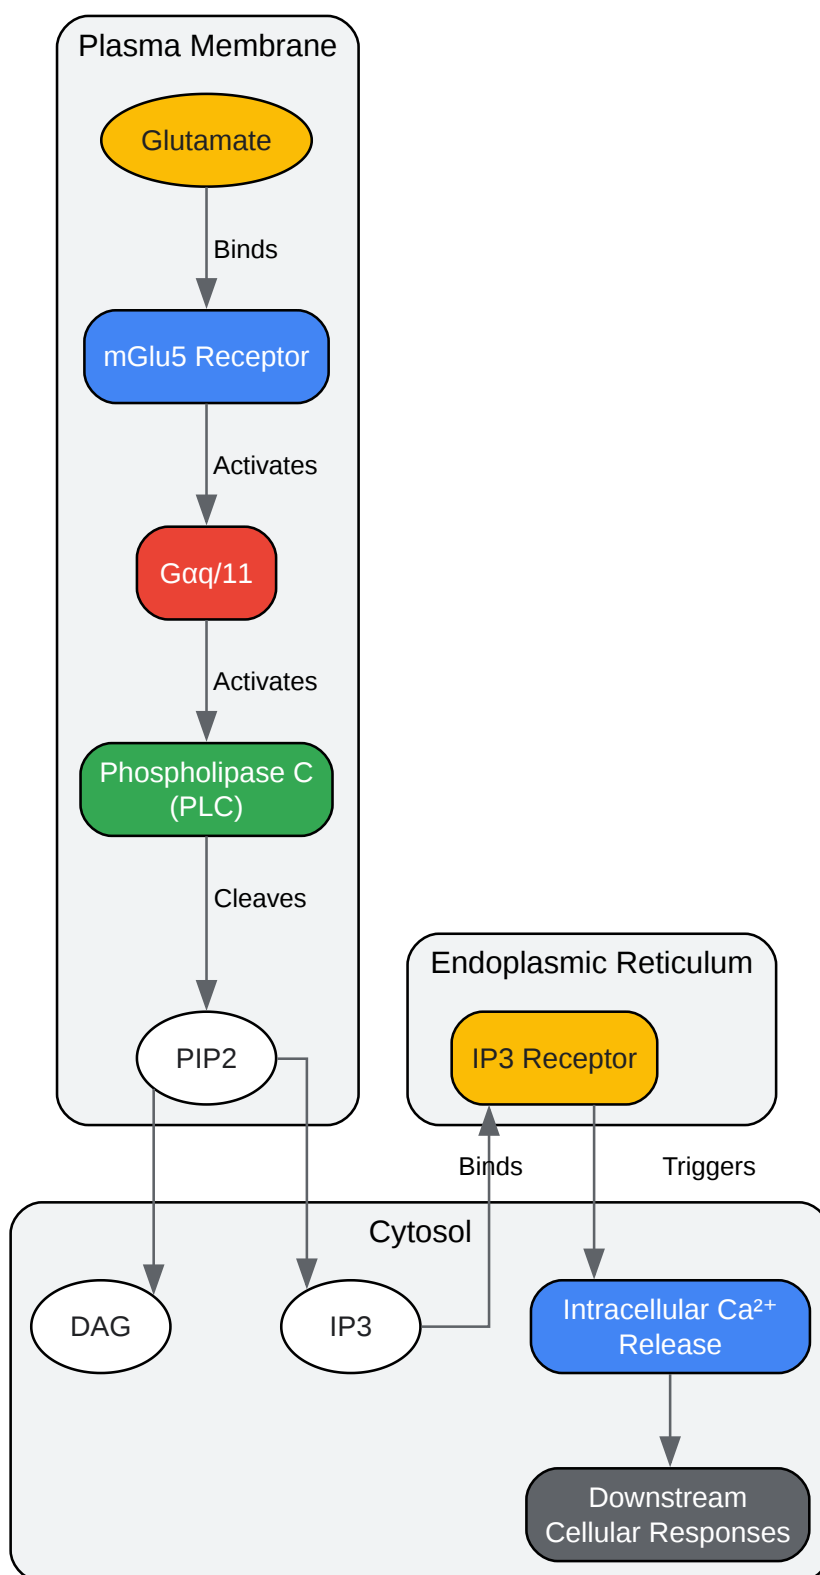 Plasma Membrane
Glutamate
Binds
mGlu5 Receptor
Activates
Gαq/11
Activates
Phospholipase C
(PLC)
Cleaves
PIP2
Endoplasmic Reticulum
IP3 Receptor
Binds
Triggers
Cytosol
DAG
IP3
Intracellular Ca²⁺
Release
Downstream
Cellular Responses